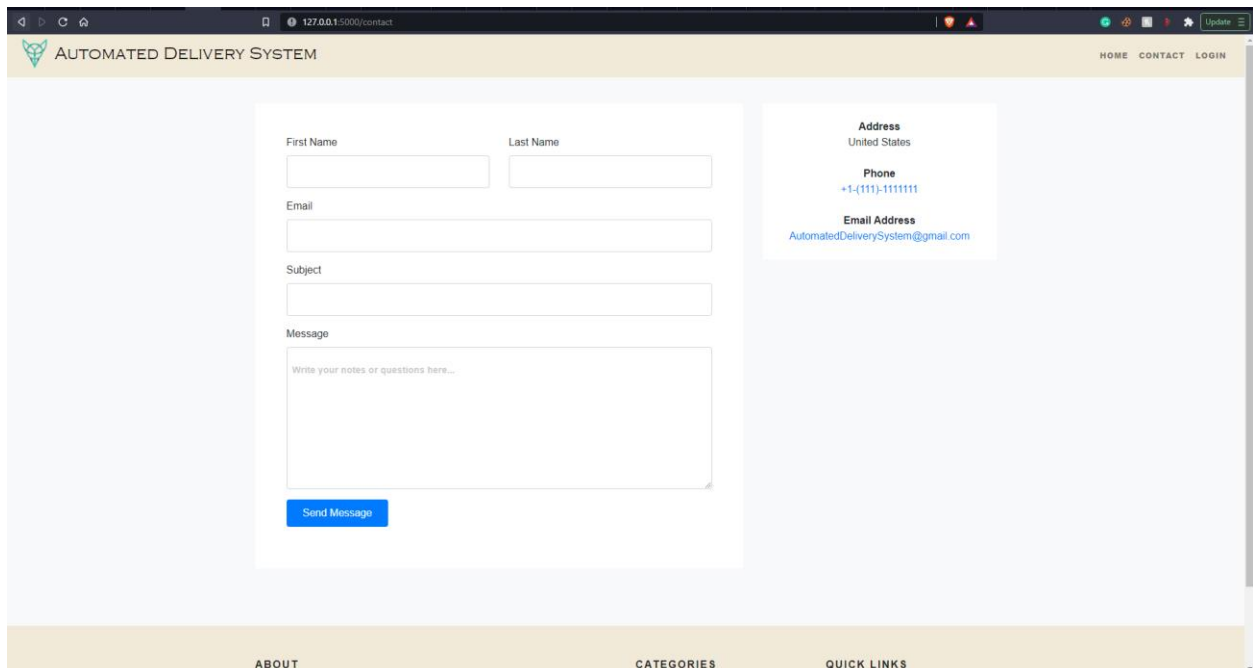 127.0.0.1:5000/contact
Update
AUTOMATED DELIVERY SYSTEM
HOME CONTACT LOGIN
First Name Last Name
Email
Subject
Message
Write your notes or questions here...
Send Message
Address
United States
Phone
+1-(111)-1111111
Email Address
AutomatedDeliverySystem@gmail.com
ABOUT CATEGORIES QUICK LINKS